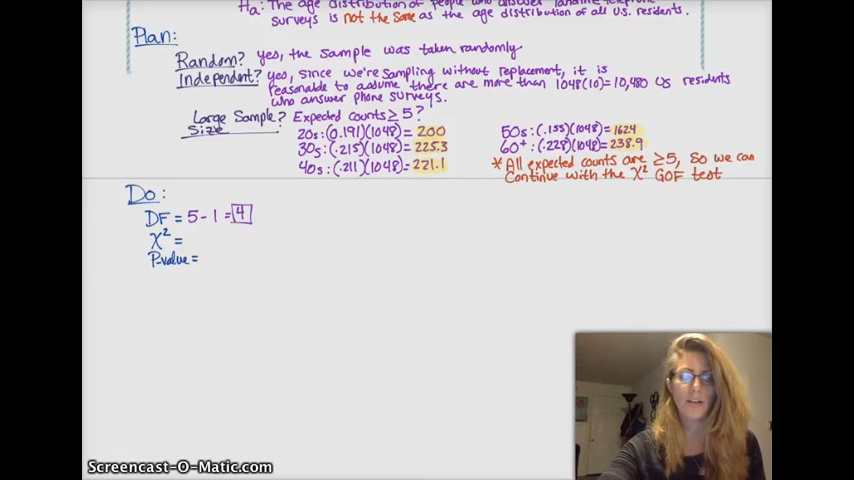 Ha: The age distribution of people who answer landline telephone
surveys is not the same as the age distribution of all U.S. residents.
Plan:
Random? yes, the sample was taken randomly
Independent? yes, since we're sampling without replacement, it is
reasonable to assume there are more than 1048(10)=10,480 US residents
who answer phone surveys.
Large Sample Size? Expected counts ≥ 5?
20s: (0.191)(1048)= 200
30s: (.215)(1048)= 225.3
40s: (.211)(1048)= 221.1
50s: (.155)(1048)= 162.4
60+: (.228)(1048)= 238.9
*All expected counts are ≥5, So we can
Continue with the χ² GOF test
Do:
DF = 5-1 = 4
χ² =
P-value =
Screencast-O-Matic.com